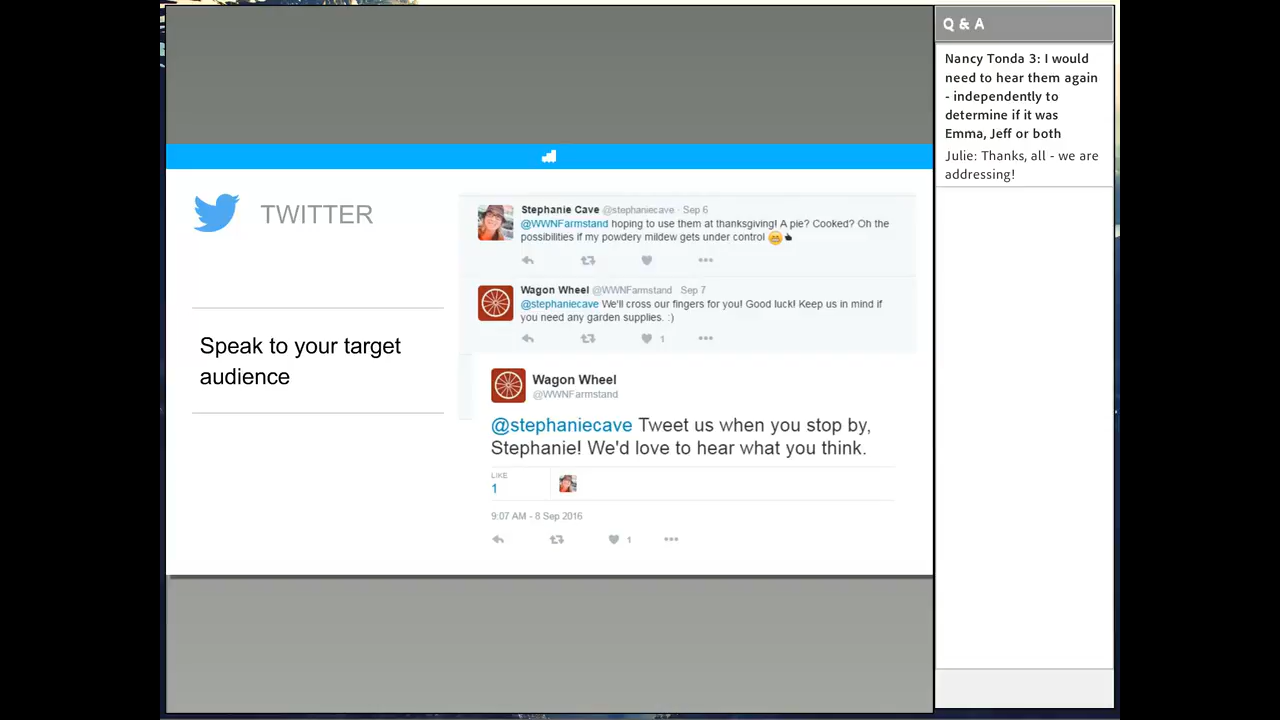 TWITTER
Speak to your target
audience
Stephanie Cave @stephaniecave · Sep 6
@WWNFarmstand hoping to use them at thanksgiving! A pie? Cooked? Oh the
possibilities if my powdery mildew gets under control 😁
Wagon Wheel @WWNFarmstand Sep 7
@stephaniecave We'll cross our fingers for you! Good luck! Keep us in mind if
you need any garden supplies. :)
1
Wagon Wheel
@WWNFarmstand
@stephaniecave Tweet us when you stop by,
Stephanie! We'd love to hear what you think.
LIKE
1
9:07 AM - 8 Sep 2016
1
Q & A
Nancy Tonda 3: I would
need to hear them again
- independently to
determine if it was
Emma, Jeff or both
Julie: Thanks, all - we are
addressing!